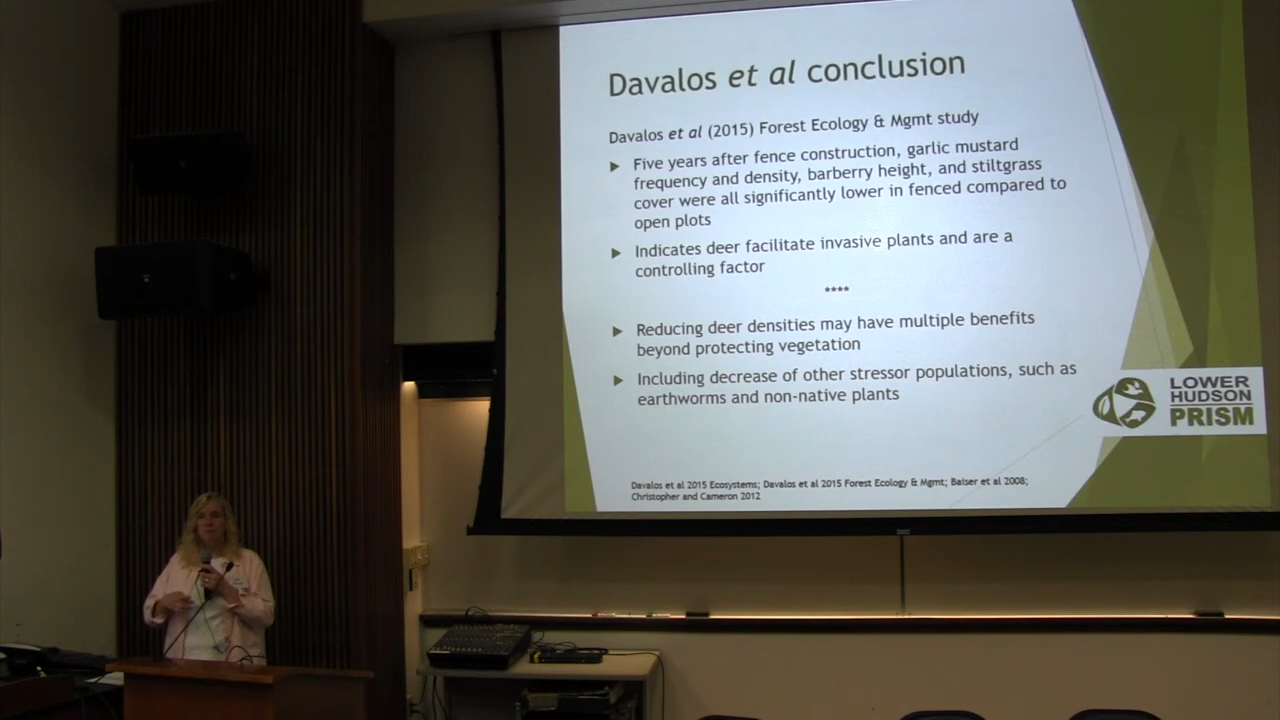 Davalos et al conclusion
Davalos et al (2015) Forest Ecology & Mgmt study
Five years after fence construction, garlic mustard
frequency and density, barberry height, and stiltgrass
cover were all significantly lower in fenced compared to
open plots
Indicates deer facilitate invasive plants and are a
controlling factor
****
Reducing deer densities may have multiple benefits
beyond protecting vegetation
Including decrease of other stressor populations, such as
earthworms and non-native plants
LOWER
HUDSON
PRISM
Davalos et al 2015 Ecosystems; Davalos et al 2015 Forest Ecology & Mgmt; Baiser et al 2008;
Christopher and Cameron 2012